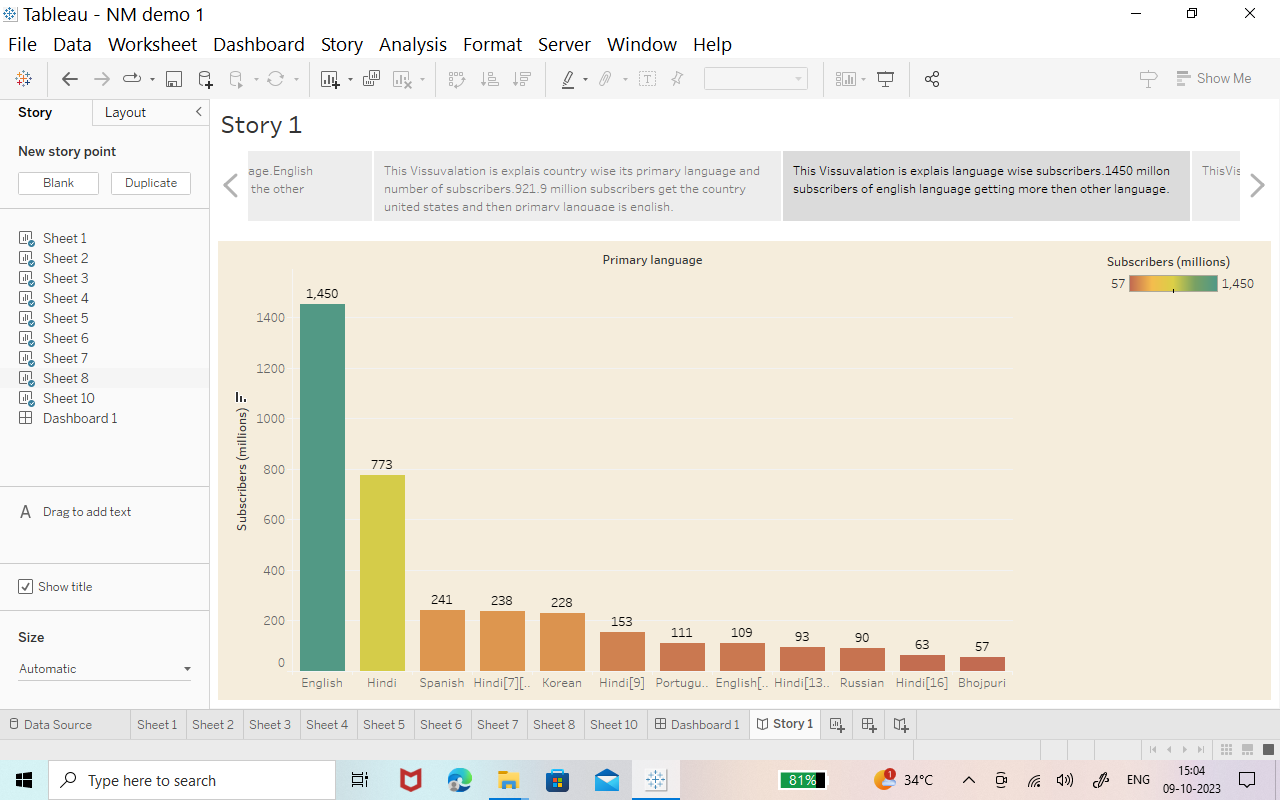 Tableau - NM demo 1
File Data Worksheet Dashboard Story Analysis Format Server Window Help
Show Me
Story Layout
New story point
Blank Duplicate
Sheet 1
Sheet 2
Sheet 3
Sheet 4
Sheet 5
Sheet 6
Sheet 7
Sheet 8
Sheet 10
Dashboard 1
A Drag to add text
Show title
Size
Automatic
Story 1
age.English
the other
This Vissuvalation is explais country wise its primary language and
number of subscribers.921.9 million subscribers get the country
united states and then primary language is english.
This Vissuvalation is explais language wise subscribers.1450 millon
subscribers of english language getting more then other language.
ThisVis
Primary language
Subscribers (millions)
57 1,450
Subscribers (millions)
1400
1200
1000
800
600
400
200
0
1,450
773
241
238
228
153
111
109
93
90
63
57
English Hindi Spanish Hindi[7][.. Korean Hindi[9] Portugu.. English[.. Hindi[13.. Russian Hindi[16] Bhojpuri
Data Source Sheet 1 Sheet 2 Sheet 3 Sheet 4 Sheet 5 Sheet 6 Sheet 7 Sheet 8 Sheet 10 Dashboard 1 Story 1
Type here to search
81%
1
34°C
ENG
15:04
09-10-2023